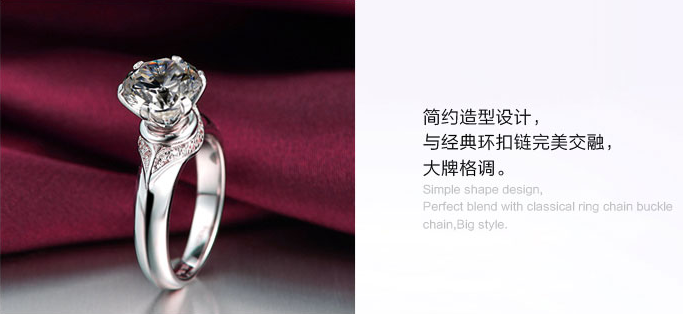 简约造型设计，
与经典环扣链完美交融，
大牌格调。
Simple shape design,
Perfect blend with classical ring chain buckle
chain,Big style.